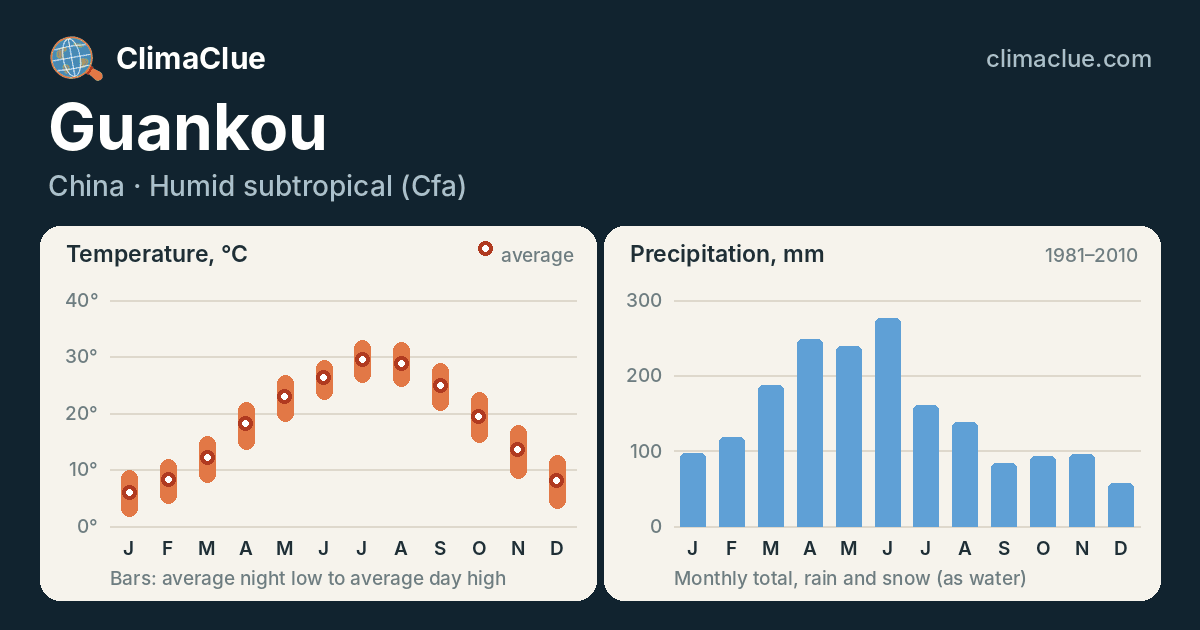 ClimaClue
climaclue.com
Guankou
China · Humid subtropical (Cfa)
Temperature, °C
average
40°
30°
20°
10°
0°
J F M A M J J A S O N D
Bars: average night low to average day high
Precipitation, mm
1981–2010
300
200
100
0
J F M A M J J A S O N D
Monthly total, rain and snow (as water)